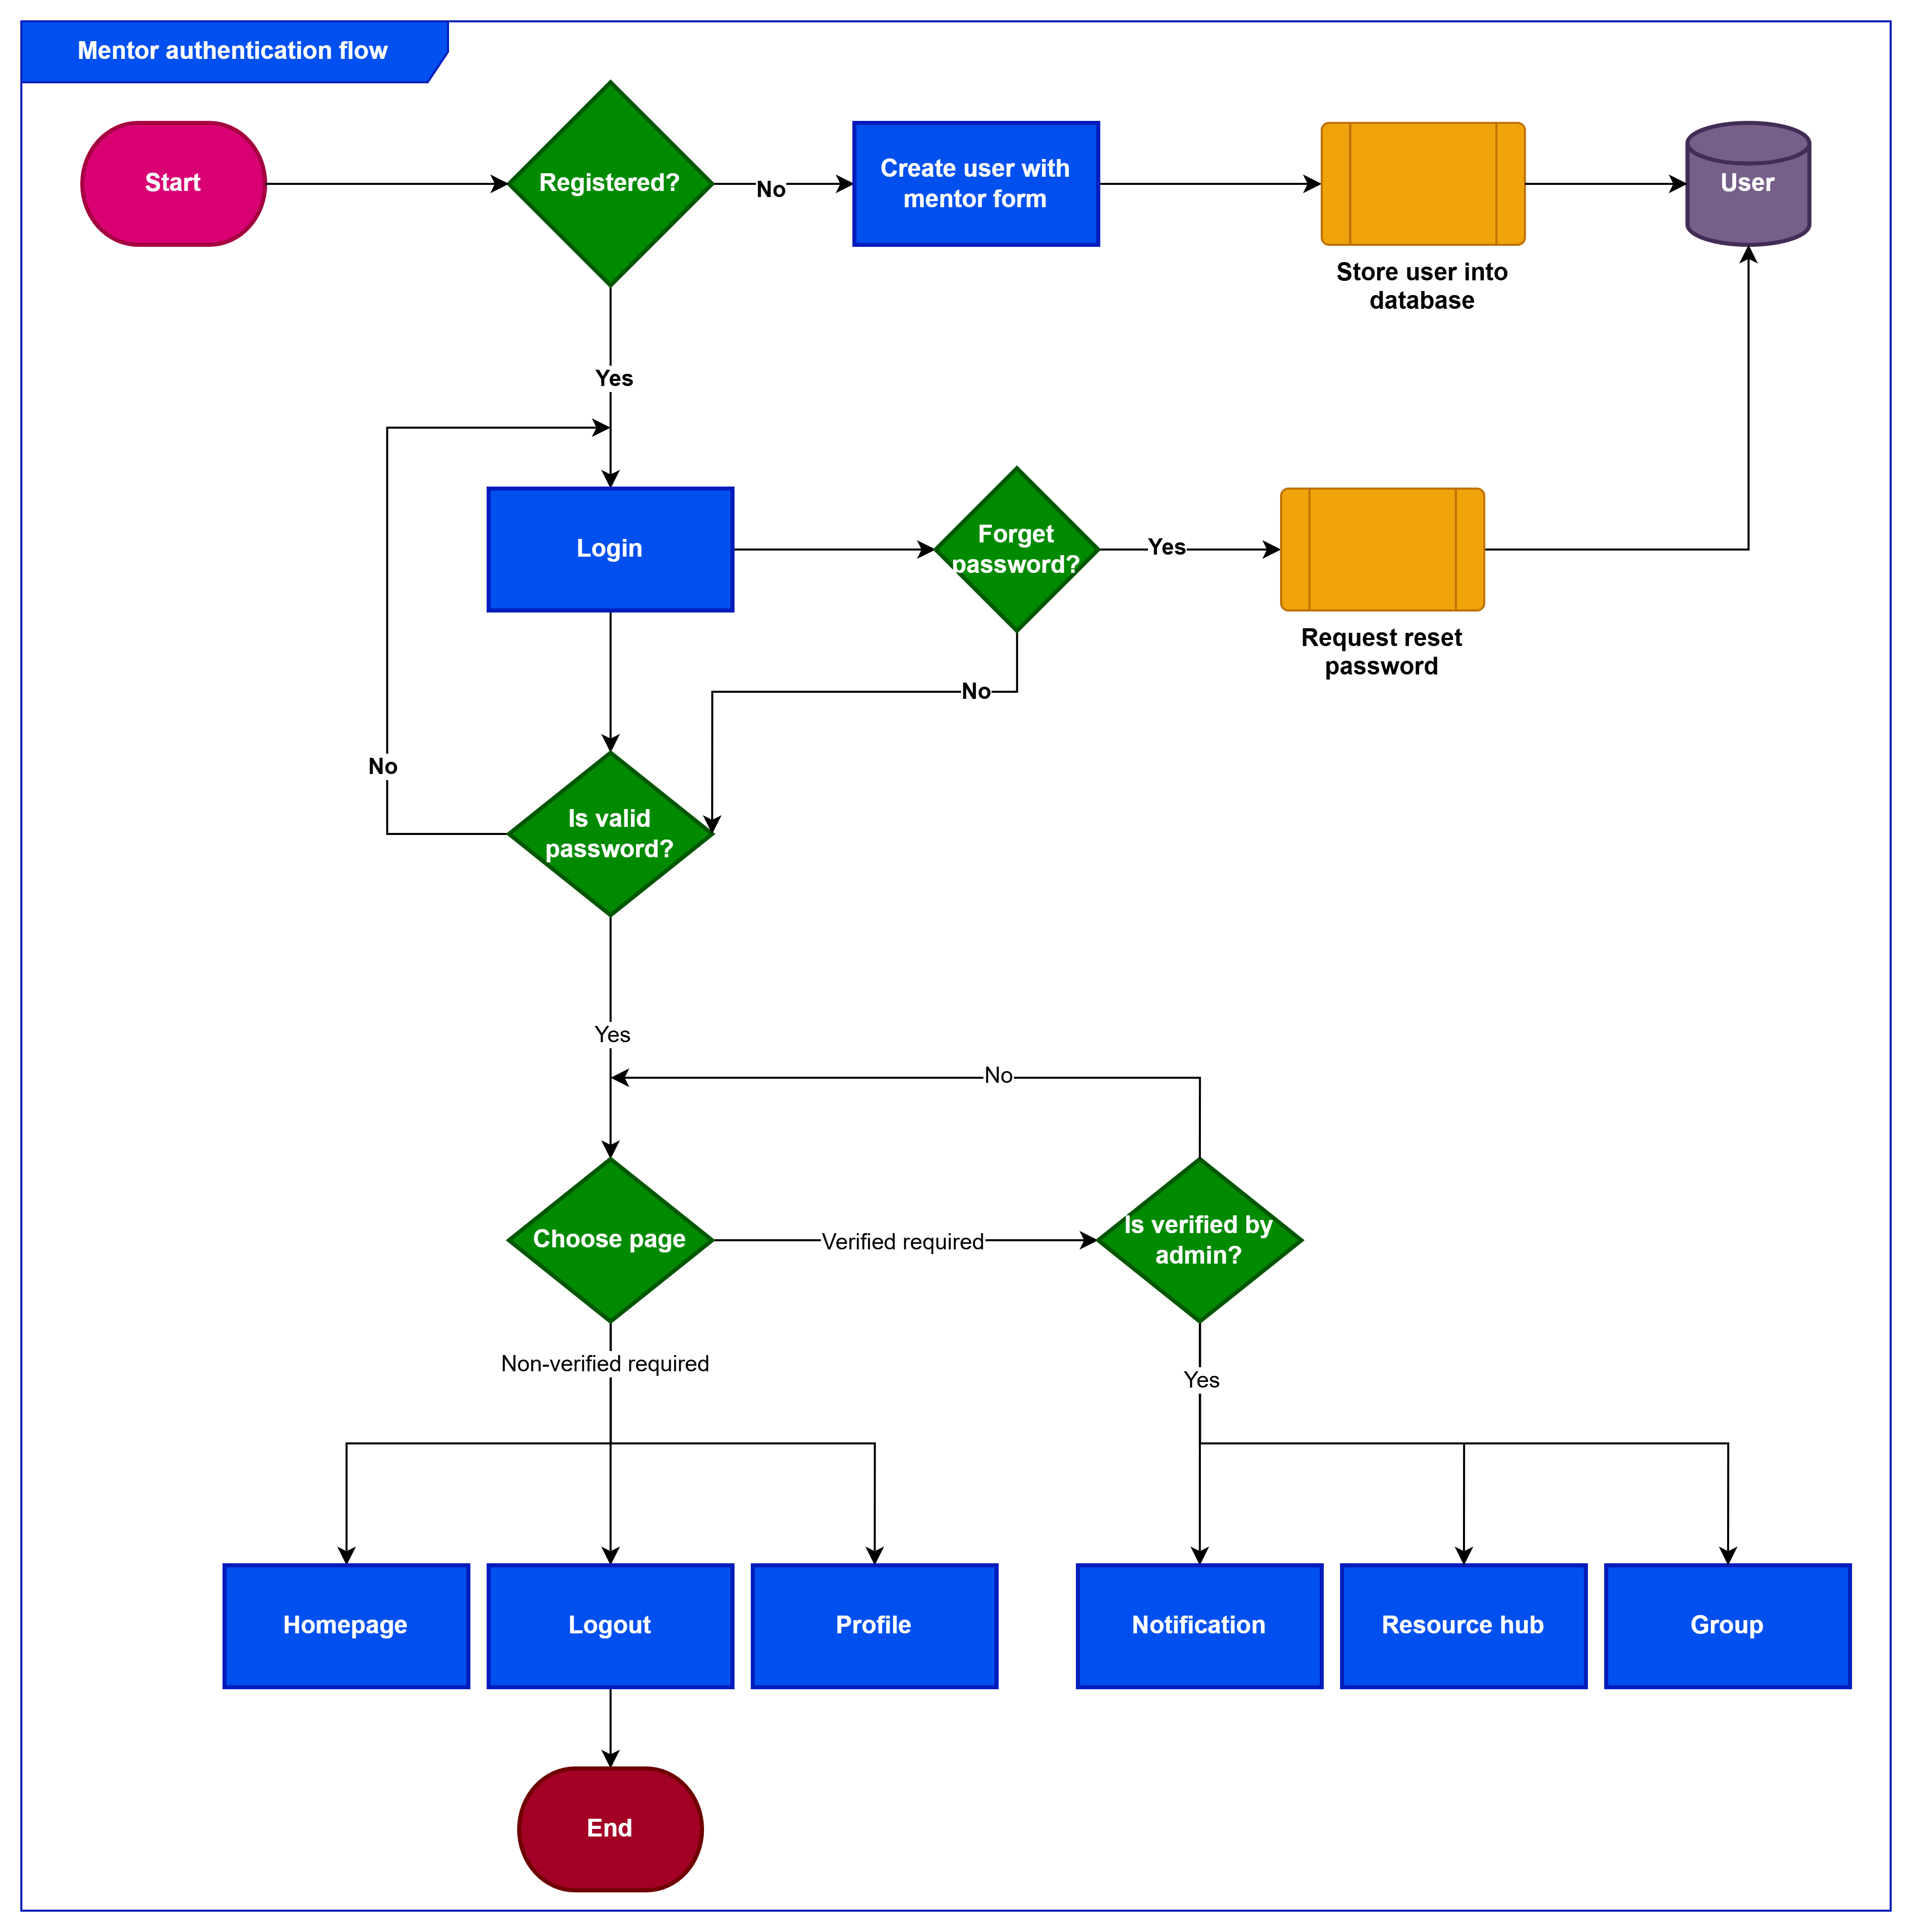 Mentor authentication flow
Start
Registered?
No
Create user with
mentor form
User
Store user into
database
Yes
Login
Forget
password?
Yes
Request reset
password
No
No
Is valid
password?
Yes
No
Choose page
Verified required
Is verified by
admin?
Non-verified required
Yes
Homepage
Logout
Profile
Notification
Resource hub
Group
End